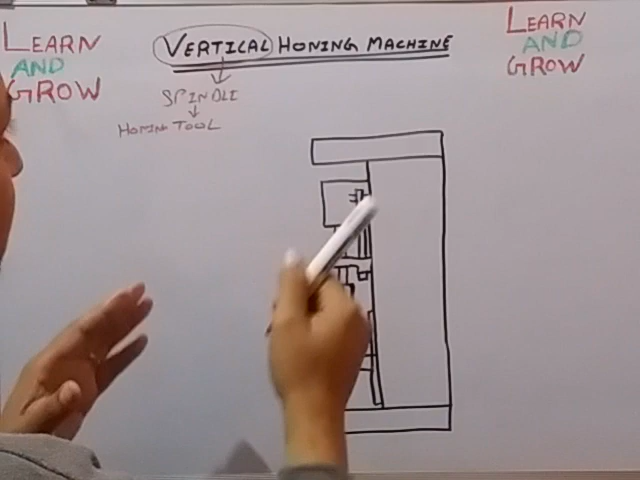 LEARN
AND
GROW
VERTICAL HONING MACHINE
SPINDLE
HONING TOOL
LEARN
AND
GROW